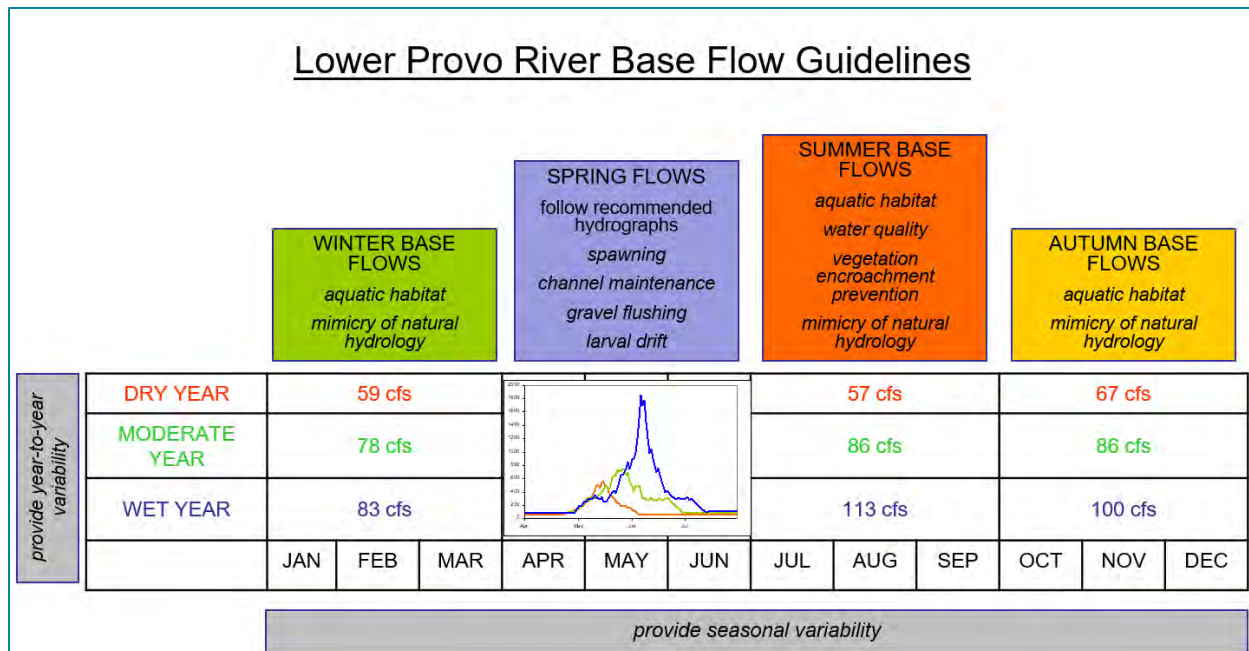 Lower Provo River Base Flow Guidelines
WINTER BASE
FLOWS
aquatic habitat
mimicry of natural
hydrology
SPRING FLOWS
follow recommended
hydrographs
spawning
channel maintenance
gravel flushing
larval drift
SUMMER BASE
FLOWS
aquatic habitat
water quality
vegetation
encroachment
prevention
mimicry of natural
hydrology
AUTUMN BASE
FLOWS
aquatic habitat
mimicry of natural
hydrology
provide year-to-year
variability
DRY YEAR 59 cfs 57 cfs 67 cfs
MODERATE
YEAR 78 cfs 86 cfs 86 cfs
WET YEAR 83 cfs 113 cfs 100 cfs
JAN FEB MAR APR MAY JUN JUL AUG SEP OCT NOV DEC
provide seasonal variability